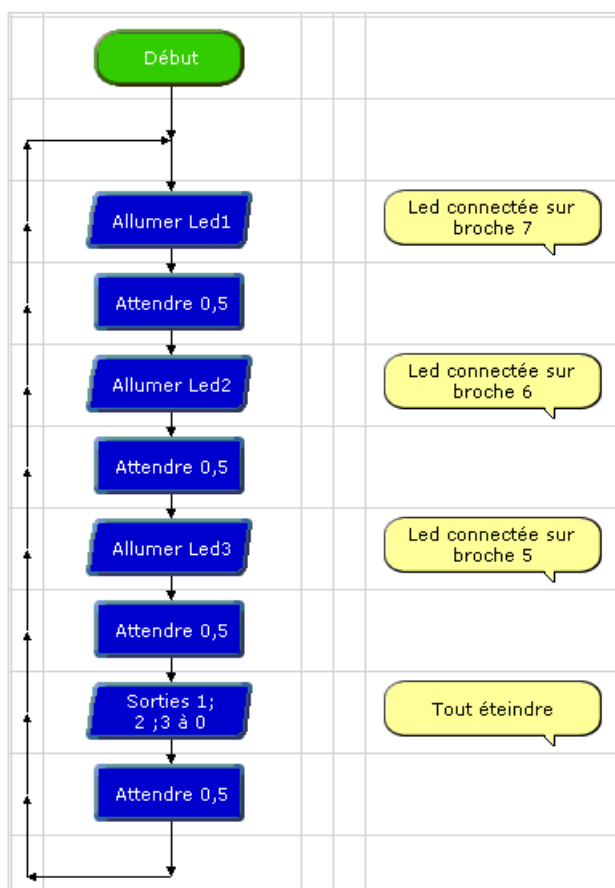 Début
Allumer Led1
Led connectée sur
broche 7
Attendre 0,5
Allumer Led2
Led connectée sur
broche 6
Attendre 0,5
Allumer Led3
Led connectée sur
broche 5
Attendre 0,5
Sorties 1;
2 ;3 à 0
Tout éteindre
Attendre 0,5